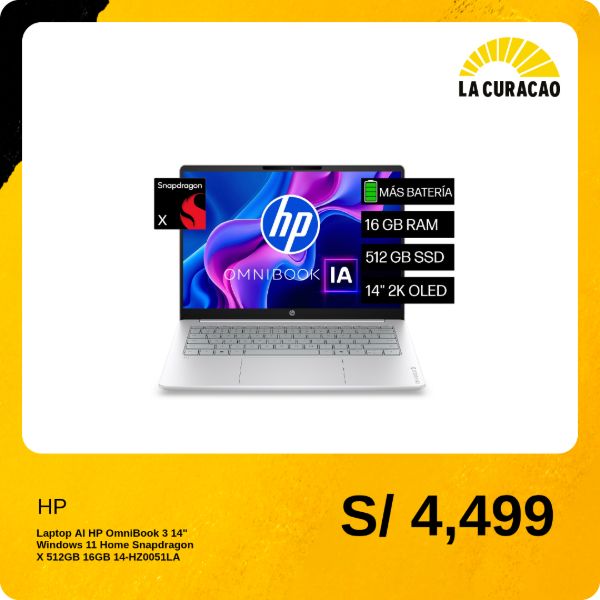 LA CURACAO
Snapdragon
X
hp
OMNIBOOK IA
MÁS BATERÍA
16 GB RAM
512 GB SSD
14" 2K OLED
HP
Laptop AI HP OmniBook 3 14"
Windows 11 Home Snapdragon
X 512GB 16GB 14-HZ0051LA
S/ 4,499